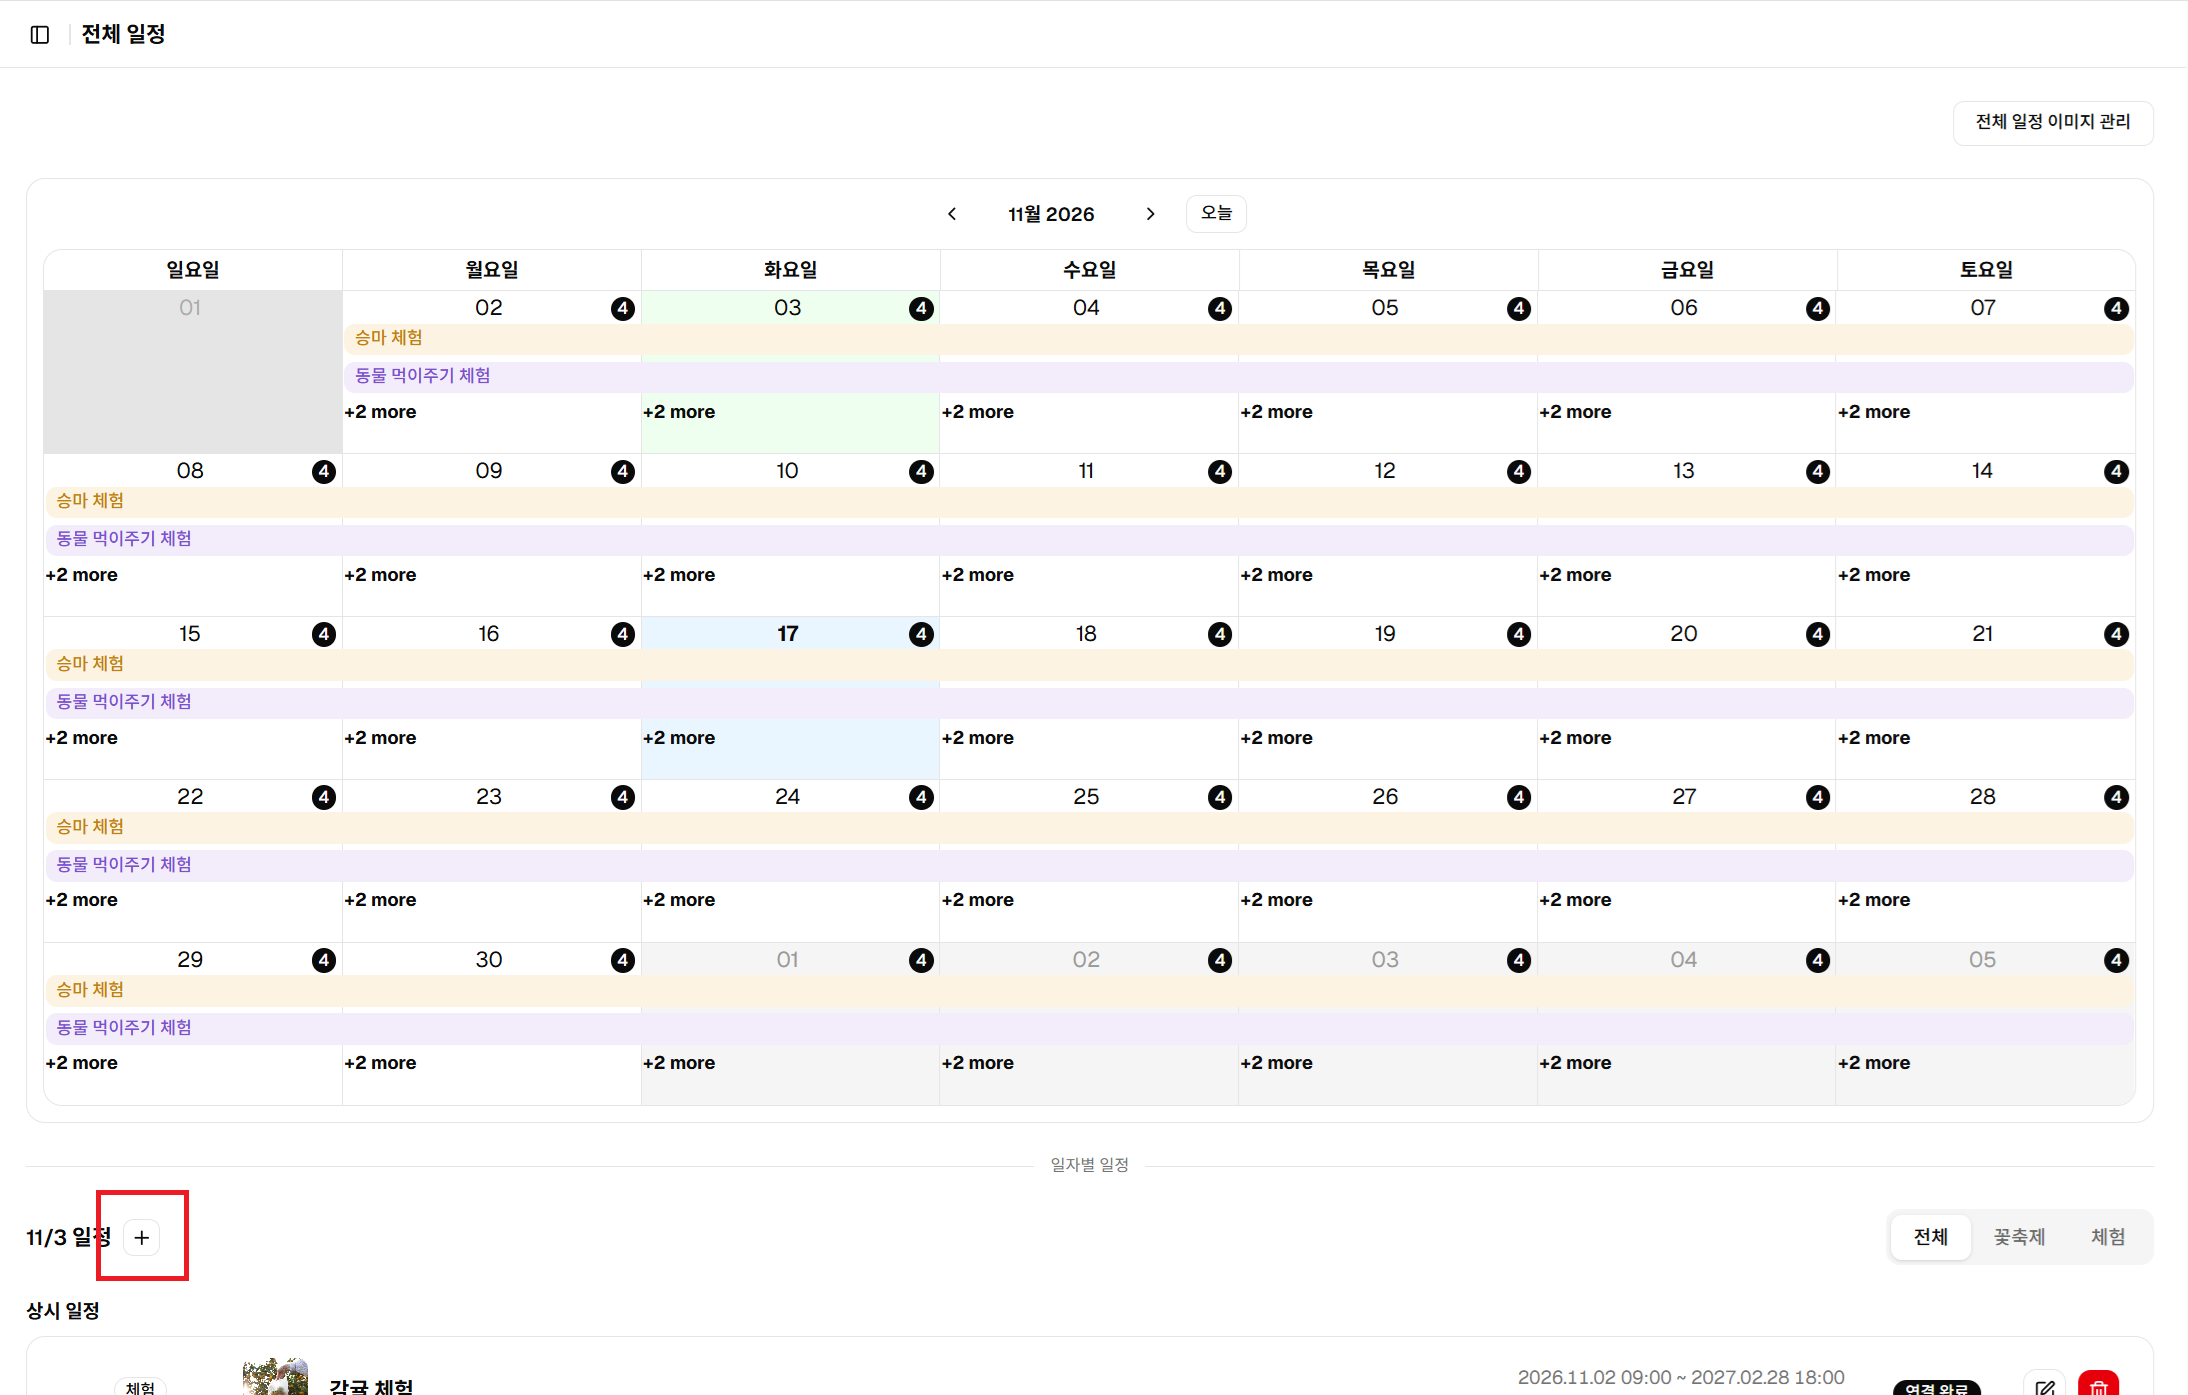 전체 일정
전체 일정 이미지 관리
11월 2026 오늘
일요일 월요일 화요일 수요일 목요일 금요일 토요일
01 02 4 03 4 04 4 05 4 06 4 07 4
승마 체험
동물 먹이주기 체험
+2 more +2 more +2 more +2 more +2 more +2 more
08 4 09 4 10 4 11 4 12 4 13 4 14 4
승마 체험
동물 먹이주기 체험
+2 more +2 more +2 more +2 more +2 more +2 more +2 more
15 4 16 4 17 4 18 4 19 4 20 4 21 4
승마 체험
동물 먹이주기 체험
+2 more +2 more +2 more +2 more +2 more +2 more +2 more
22 4 23 4 24 4 25 4 26 4 27 4 28 4
승마 체험
동물 먹이주기 체험
+2 more +2 more +2 more +2 more +2 more +2 more +2 more
29 4 30 4 01 4 02 4 03 4 04 4 05 4
승마 체험
동물 먹이주기 체험
+2 more +2 more +2 more +2 more +2 more +2 more +2 more
일자별 일정
11/3 일정 + 전체 꽃축제 체험
상시 일정
체험 감귤 체험 2026.11.02 09:00 ~ 2027.02.28 18:00 연결 완료